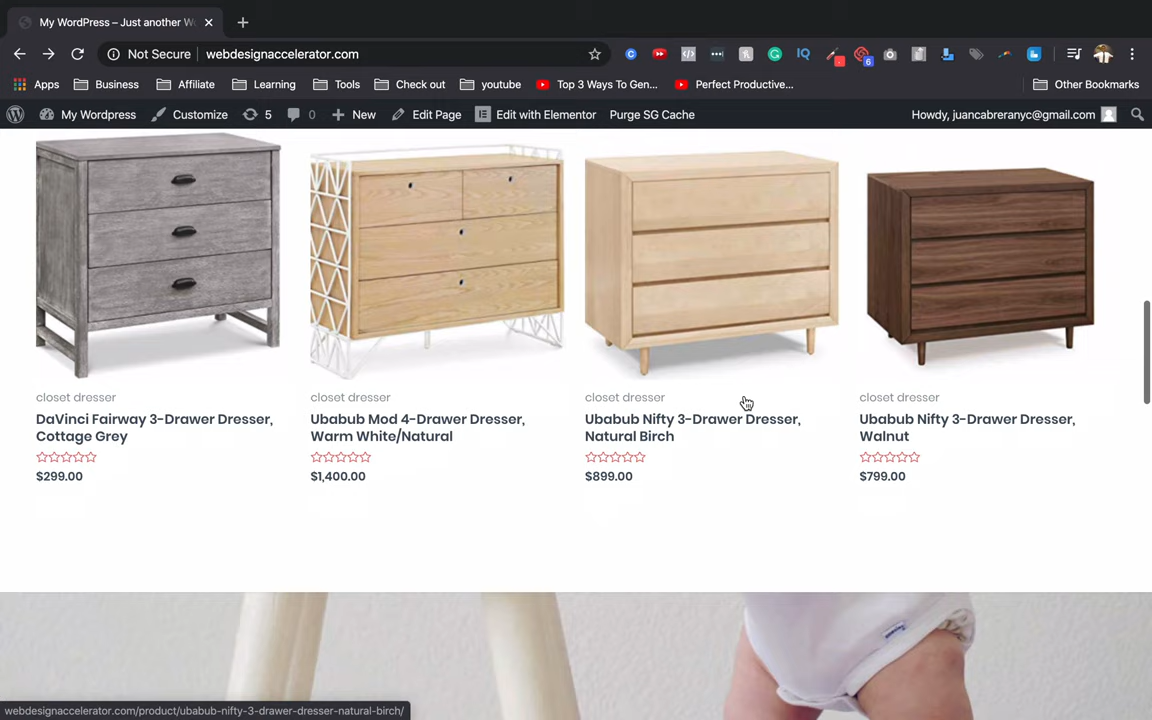 My WordPress – Just another W
Not Secure
webdesignaccelerator.com
6
Apps
Business
Affiliate
Learning
Tools
Check out
youtube
Top 3 Ways To Gen...
Perfect Productive...
Other Bookmarks
My Wordpress
Customize
5
0
New
Edit Page
Edit with Elementor
Purge SG Cache
Howdy, juancabreranyc@gmail.com
closet dresser
DaVinci Fairway 3-Drawer Dresser,
Cottage Grey
$299.00
closet dresser
Ubabub Mod 4-Drawer Dresser,
Warm White/Natural
$1,400.00
closet dresser
Ubabub Nifty 3-Drawer Dresser,
Natural Birch
$899.00
closet dresser
Ubabub Nifty 3-Drawer Dresser,
Walnut
$799.00
webdesignaccelerator.com/product/ubabub-nifty-3-drawer-dresser-natural-birch/